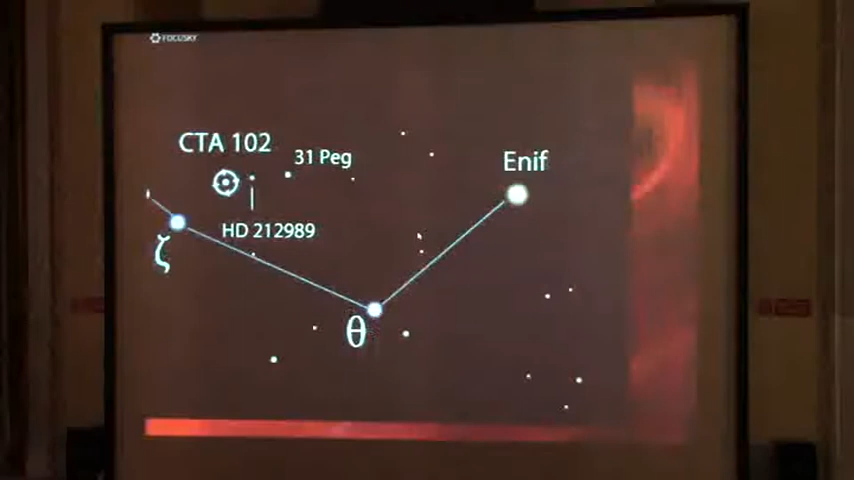 FOCUSKY
CTA 102
31 Peg
Enif
HD 212989
ζ
θ